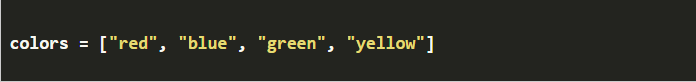 colors = ["red", "blue", "green", "yellow"]